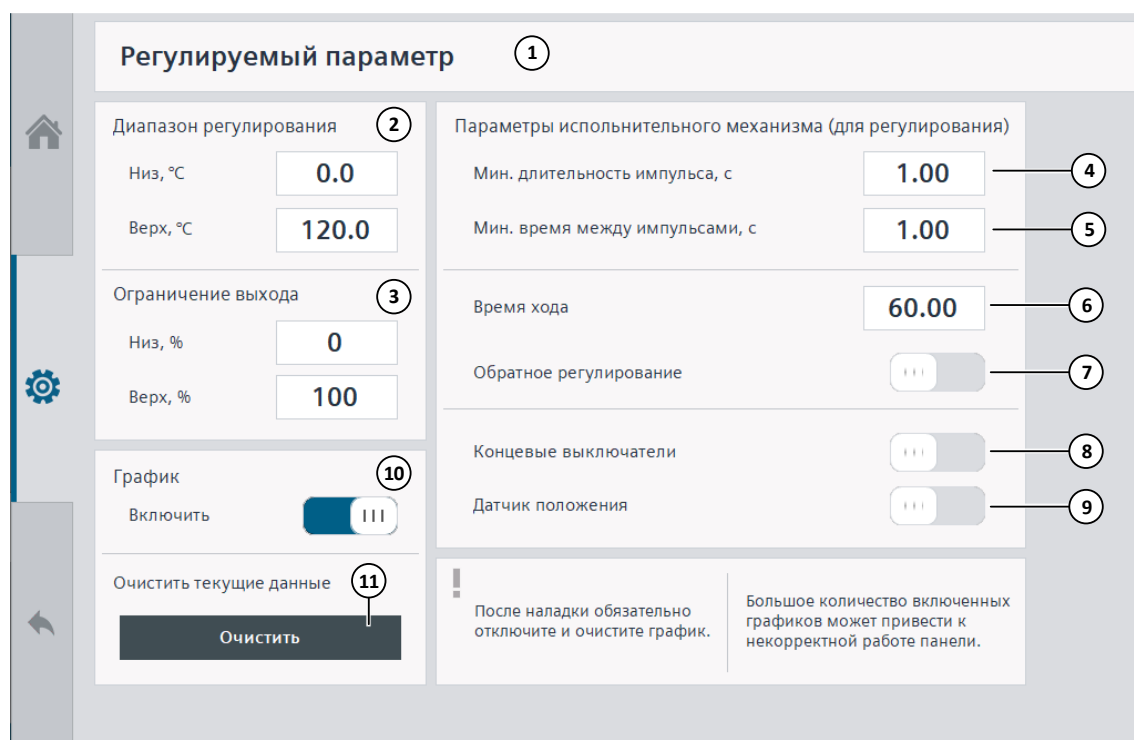 Регулируемый параметр 1
Диапазон регулирования 2
Низ, °C 0.0
Верх, °C 120.0
Ограничение выхода 3
Низ, % 0
Верх, % 100
График 10
Включить
Очистить текущие данные 11
Очистить
Параметры испольнительного механизма (для регулирования)
Мин. длительность импульса, с 1.00 4
Мин. время между импульсами, с 1.00 5
Время хода 60.00 6
Обратное регулирование 7
Концевые выключатели 8
Датчик положения 9
!
После наладки обязательно
отключите и очистите график.
Большое количество включенных
графиков может привести к
некорректной работе панели.